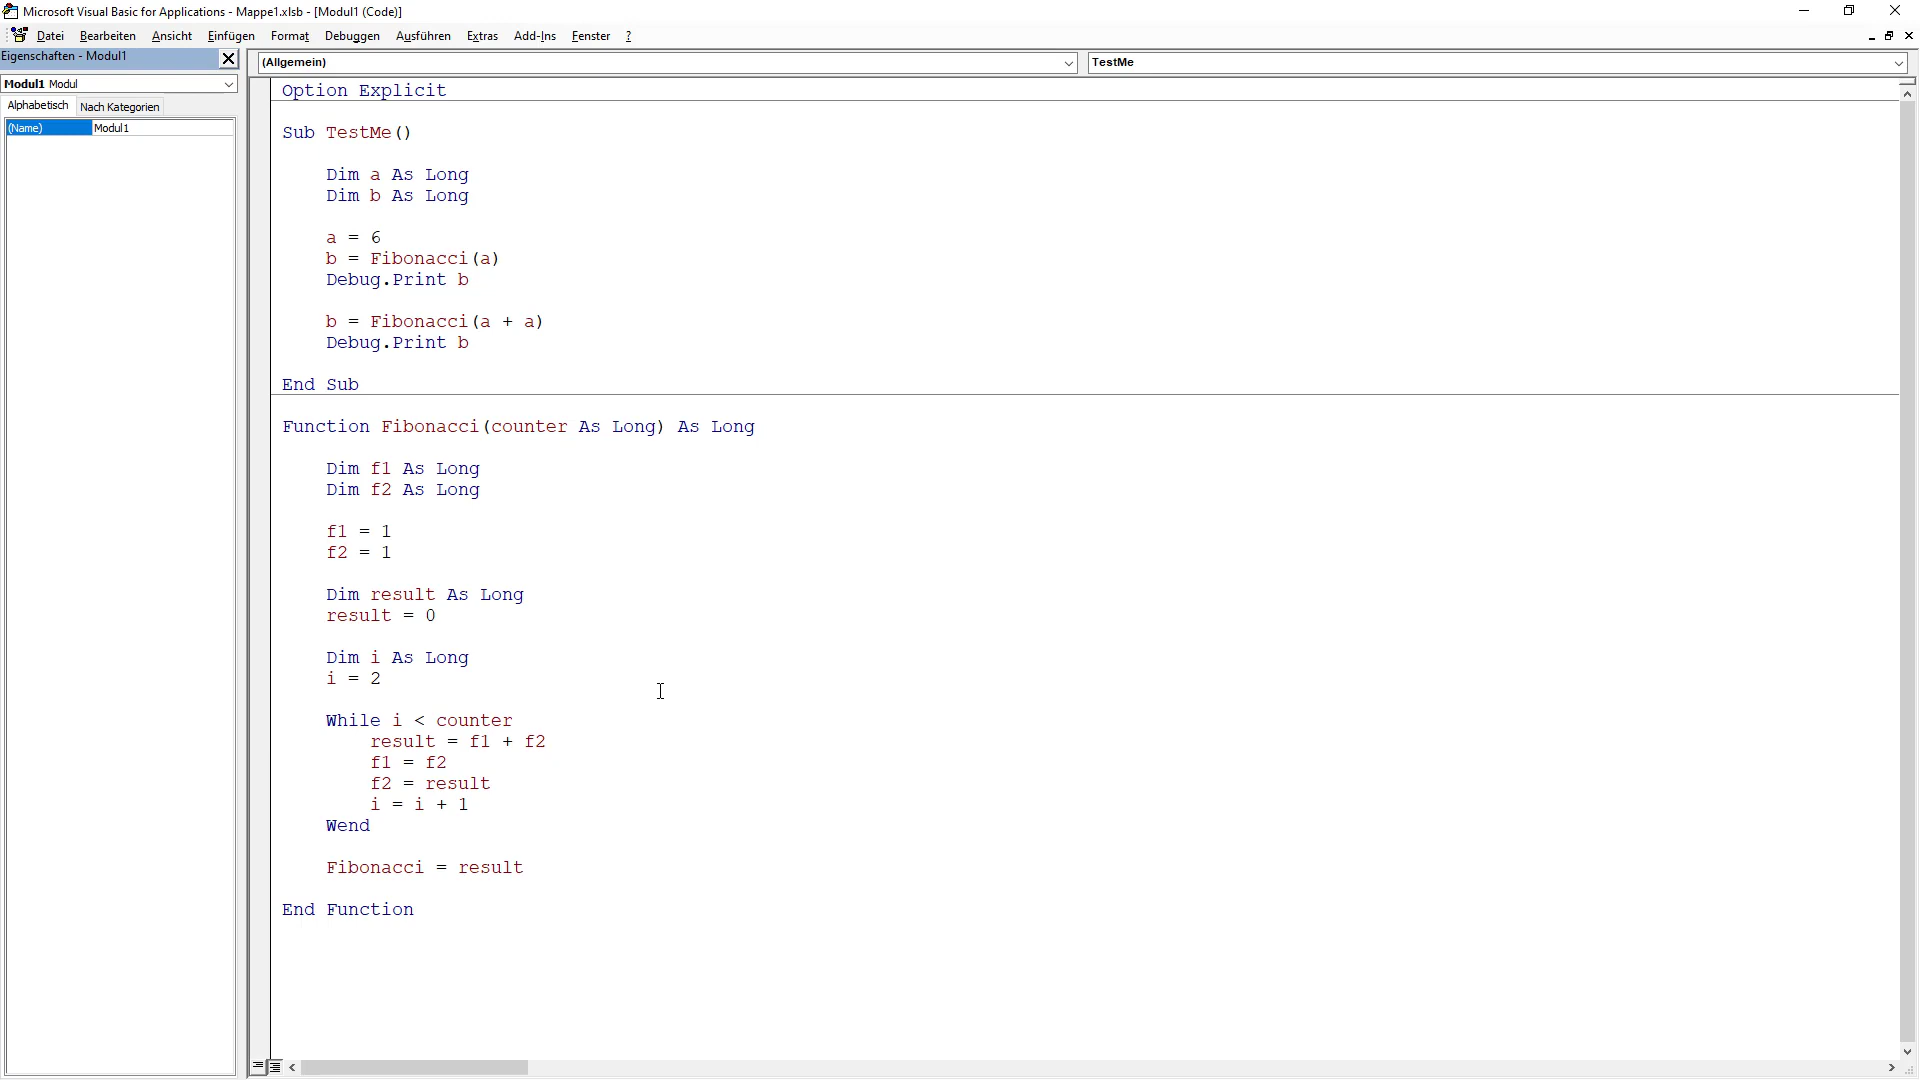 Microsoft Visual Basic for Applications - Mappe1.xlsb - [Modul1 (Code)]
Datei Bearbeiten Ansicht Einfügen Format Debuggen Ausführen Extras Add-Ins Fenster ?
Eigenschaften - Modul1
Modul1 Modul
Alphabetisch Nach Kategorien
(Name) Modul1
(Allgemein) TestMe
Option Explicit
Sub TestMe()
Dim a As Long
Dim b As Long
a = 6
b = Fibonacci(a)
Debug.Print b
b = Fibonacci(a + a)
Debug.Print b
End Sub
Function Fibonacci(counter As Long) As Long
Dim f1 As Long
Dim f2 As Long
f1 = 1
f2 = 1
Dim result As Long
result = 0
Dim i As Long
i = 2
While i < counter
result = f1 + f2
f1 = f2
f2 = result
i = i + 1
Wend
Fibonacci = result
End Function